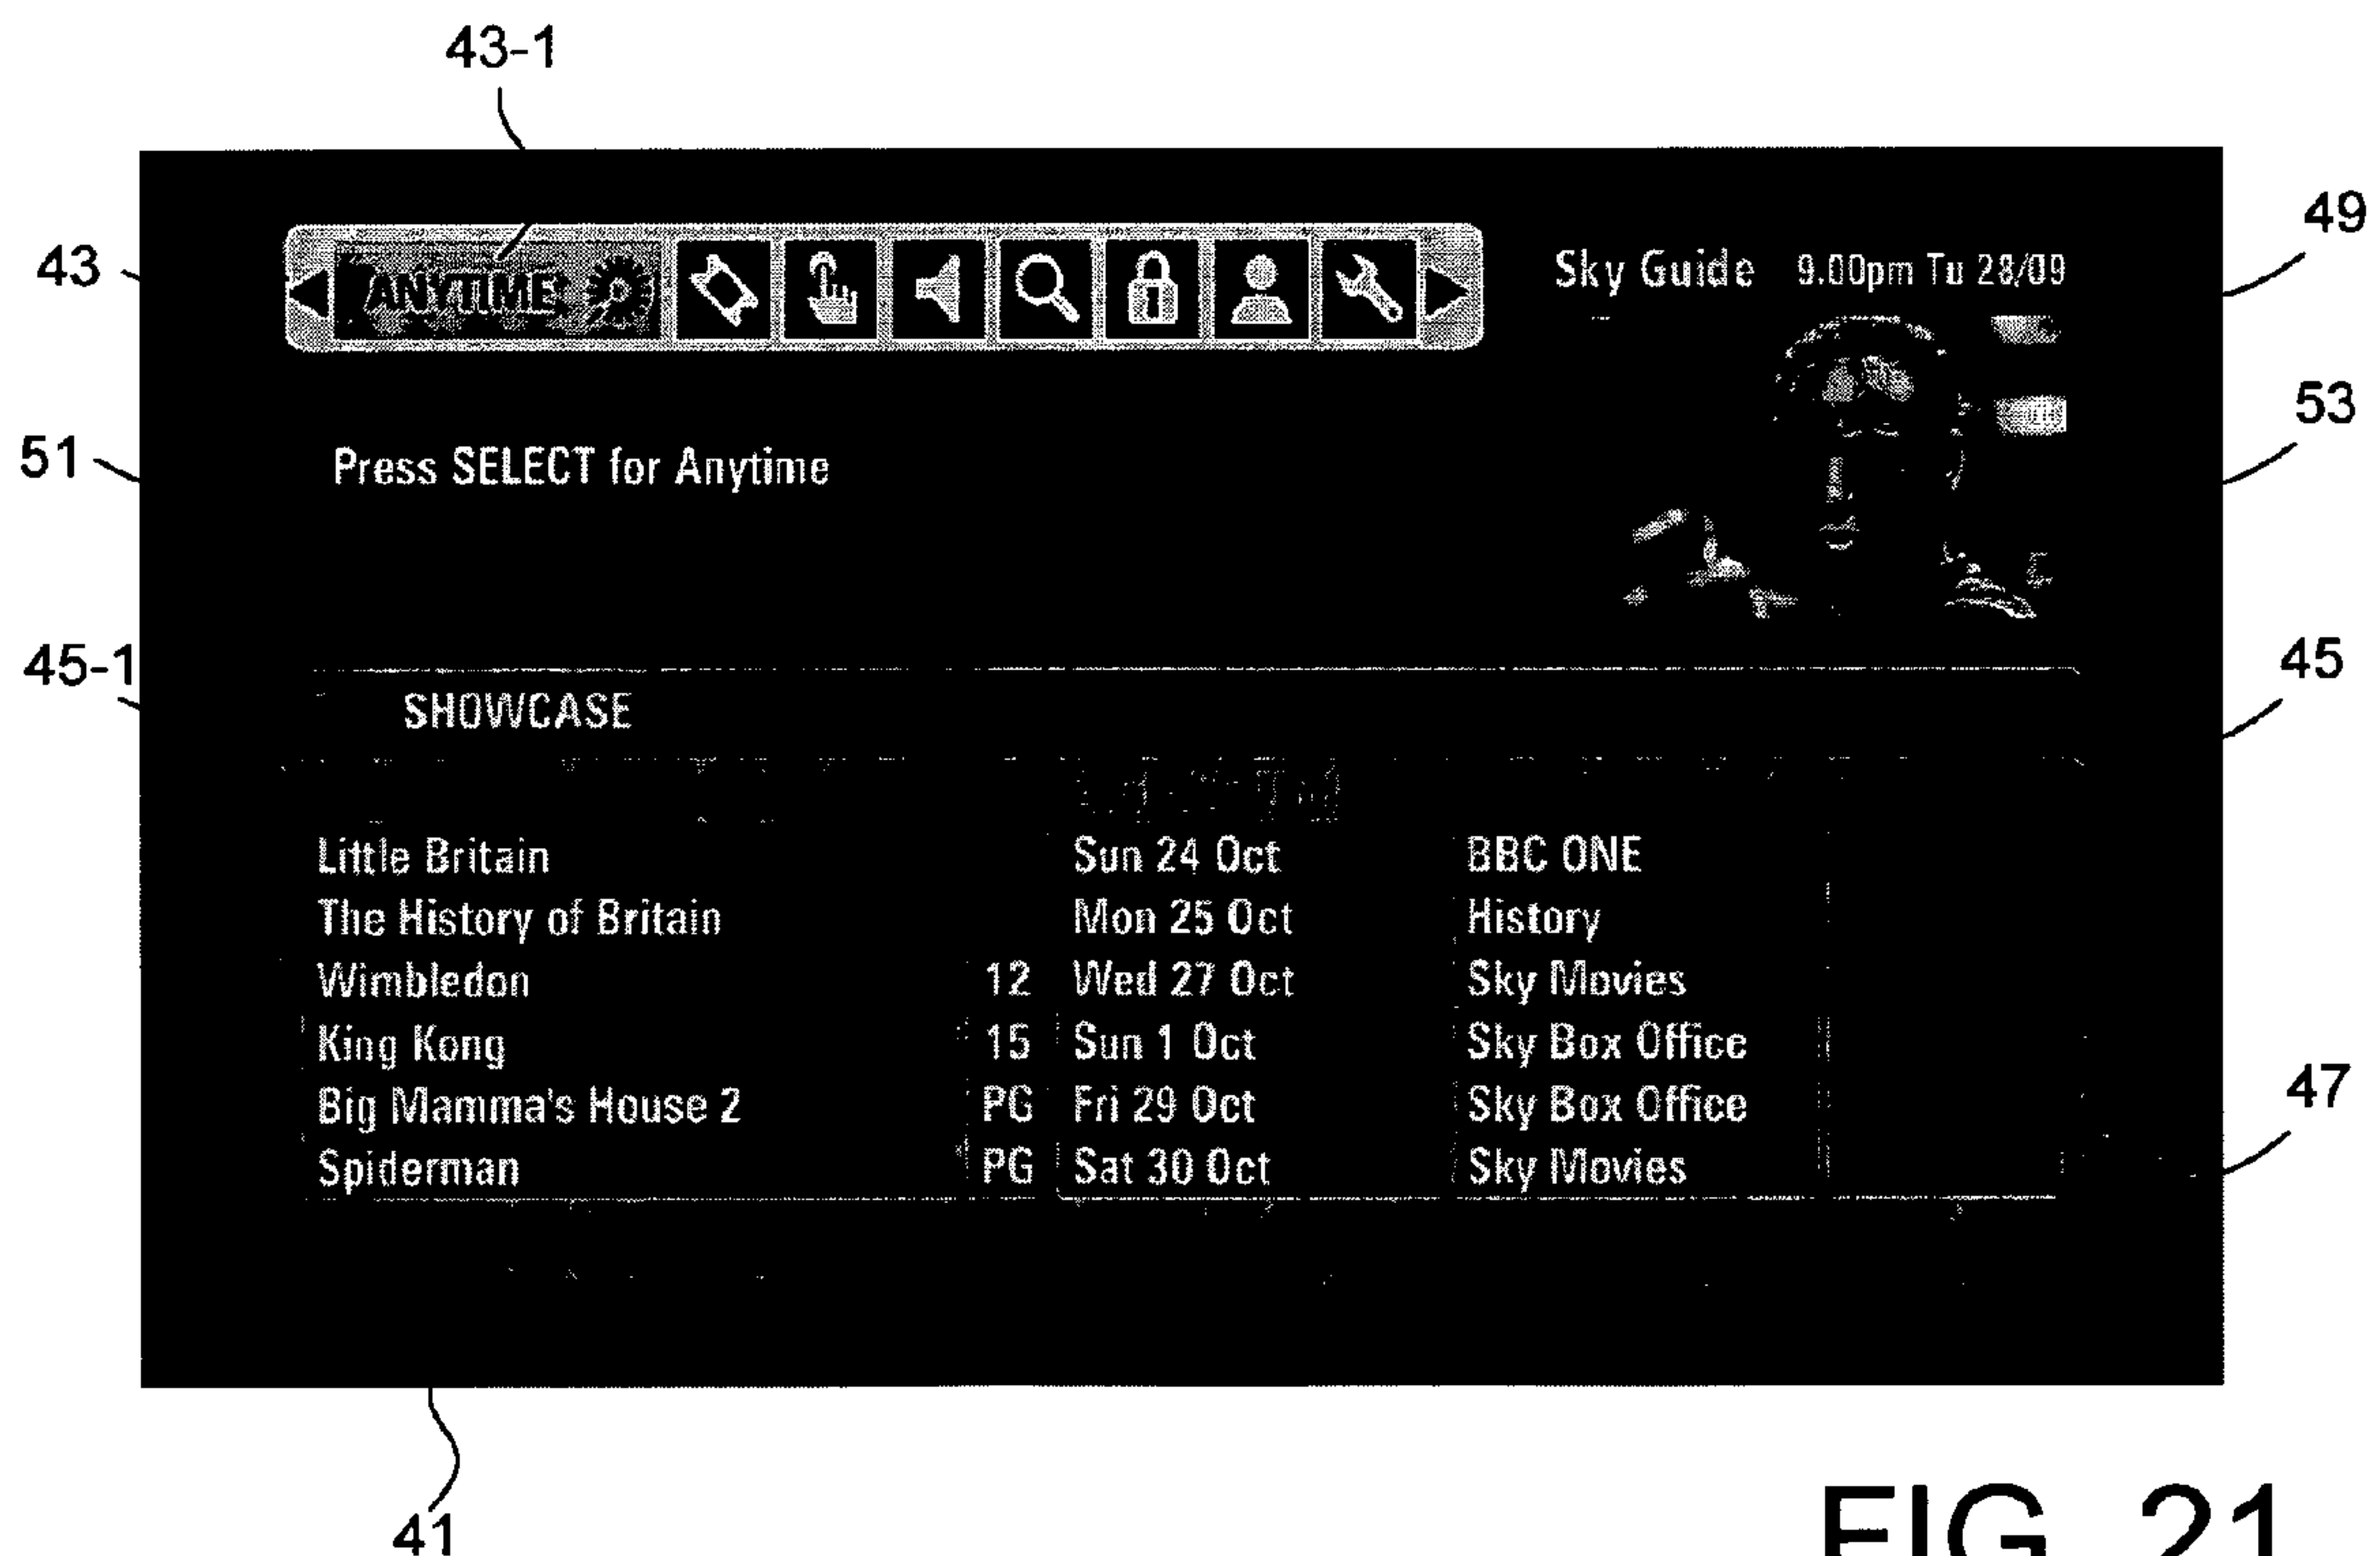 43-1
43
ANYTIME
Sky Guide 9.00pm Tu 28/09
49
51
Press SELECT for Anytime
53
45-1
SHOWCASE
45
Little Britain Sun 24 Oct BBC ONE
The History of Britain Mon 25 Oct History
Wimbledon 12 Wed 27 Oct Sky Movies
King Kong 15 Sun 1 Oct Sky Box Office
Big Mamma's House 2 PG Fri 29 Oct Sky Box Office
Spiderman PG Sat 30 Oct Sky Movies
47
41
FIG. 21